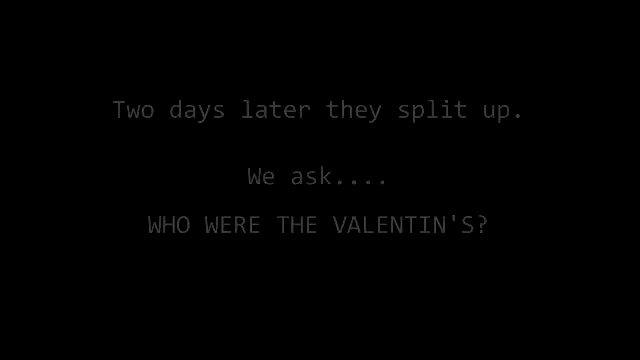 Two days later they split up.
We ask....
WHO WERE THE VALENTIN'S?